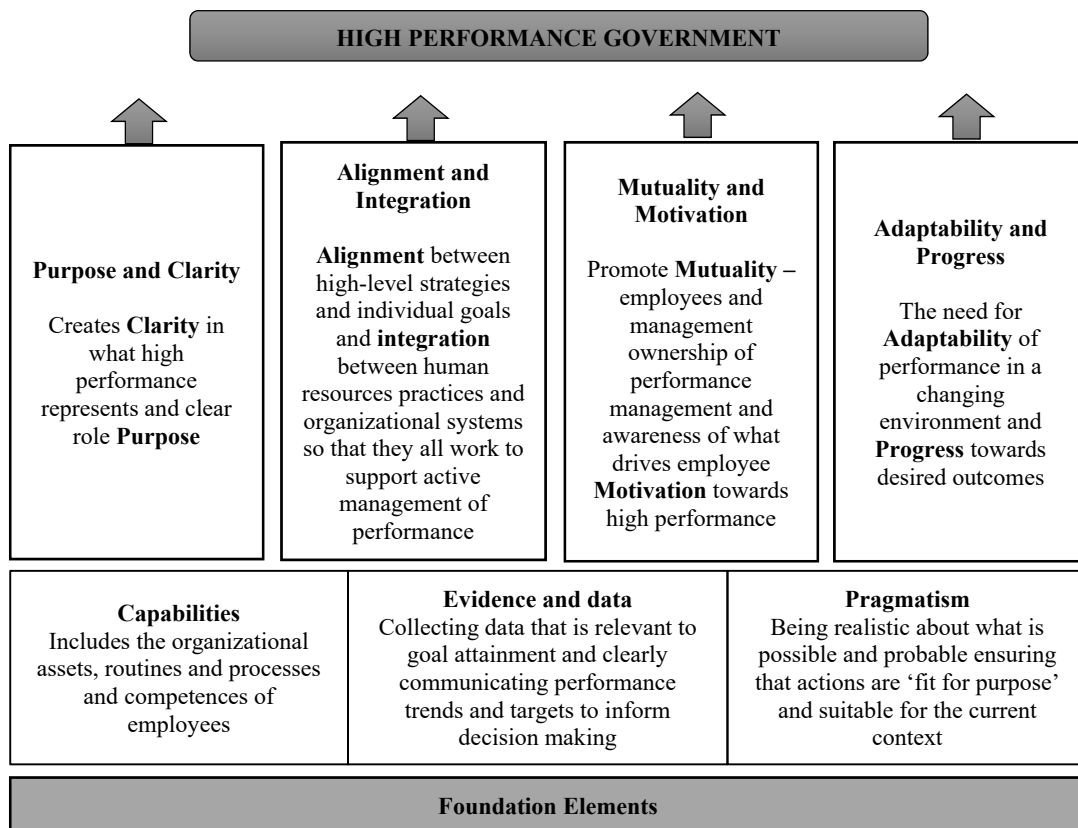 HIGH PERFORMANCE GOVERNMENT
Purpose and Clarity
Creates Clarity in
what high
performance
represents and clear
role Purpose
Alignment and
Integration
Alignment between
high-level strategies
and individual goals
and integration
between human
resources practices and
organizational systems
so that they all work to
support active
management of
performance
Mutuality and
Motivation
Promote Mutuality –
employees and
management
ownership of
performance
management and
awareness of what
drives employee
Motivation towards
high performance
Adaptability and
Progress
The need for
Adaptability of
performance in a
changing
environment and
Progress towards
desired outcomes
Capabilities
Includes the organizational
assets, routines and processes
and competences of
employees
Evidence and data
Collecting data that is relevant to
goal attainment and clearly
communicating performance
trends and targets to inform
decision making
Pragmatism
Being realistic about what is
possible and probable ensuring
that actions are ‘fit for purpose’
and suitable for the current
context
Foundation Elements